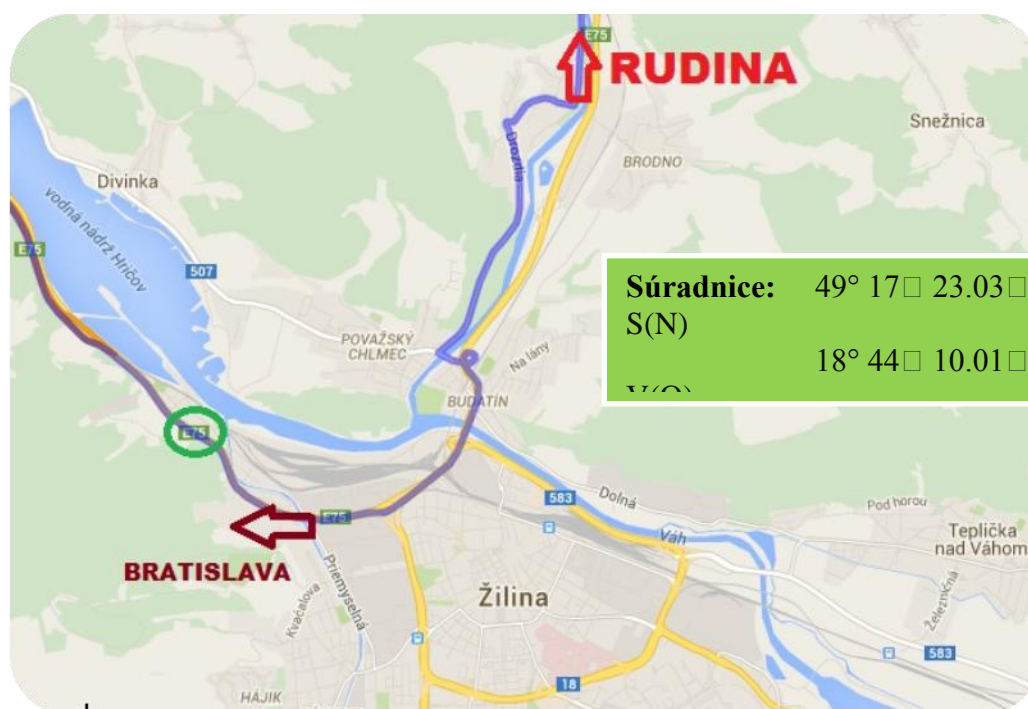 E75
RUDINA
Snežnica
Drozdia
BRODNO
Divinka
vodná nádrž Hričov
E75
507
Súradnice: 49° 17□ 23.03□
S(N)
18° 44□ 10.01□
POVAŽSKÝ
CHLMEC
Na lány
BUDATÍN
E75
583
Dolná
Pod horou
E75
Váh
Teplička
nad Váhom
BRATISLAVA
Priemyselná
Kvačalova
Žilina
Železničná
583
18
HÁJIK